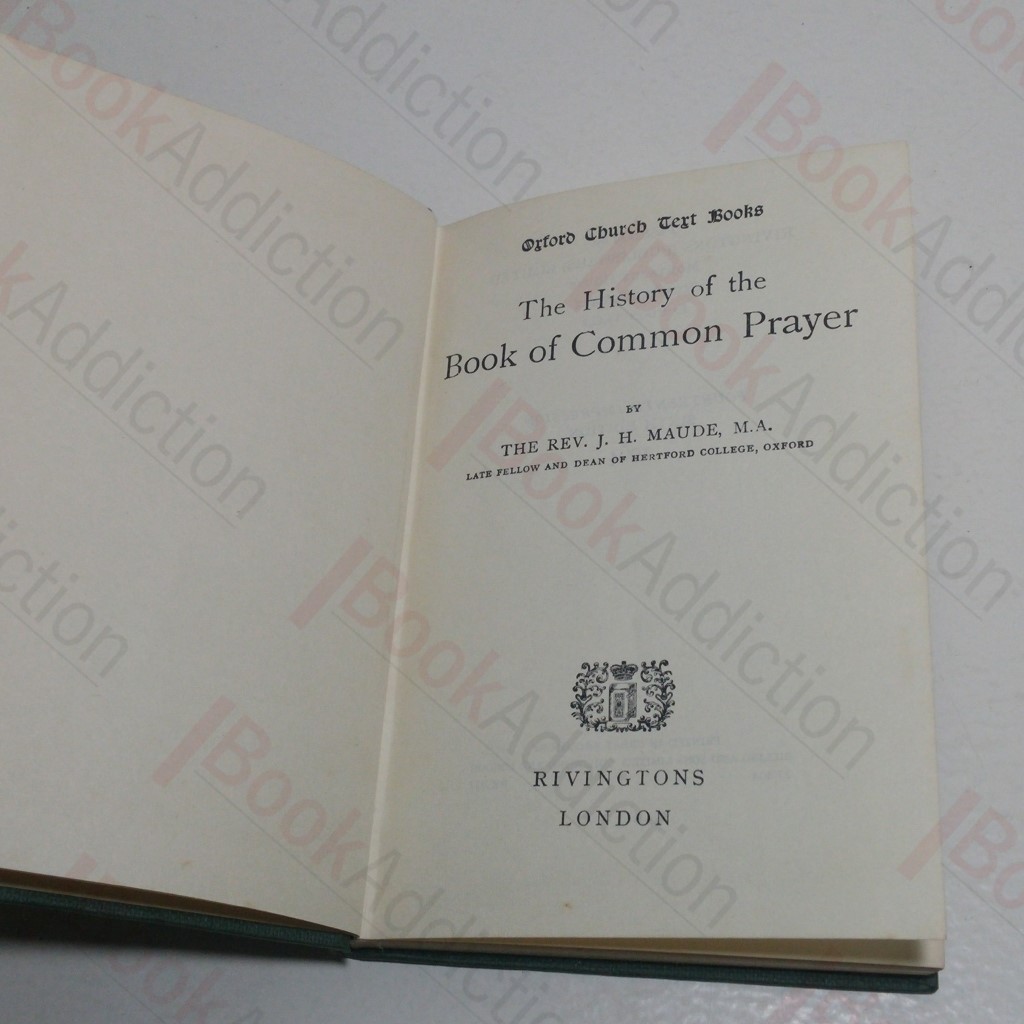 Oxford Church Text Books
The History of the
Book of Common Prayer
BY
THE REV. J. H. MAUDE, M.A.
LATE FELLOW AND DEAN OF HERTFORD COLLEGE, OXFORD
RIVINGTONS
LONDON
BookAddiction